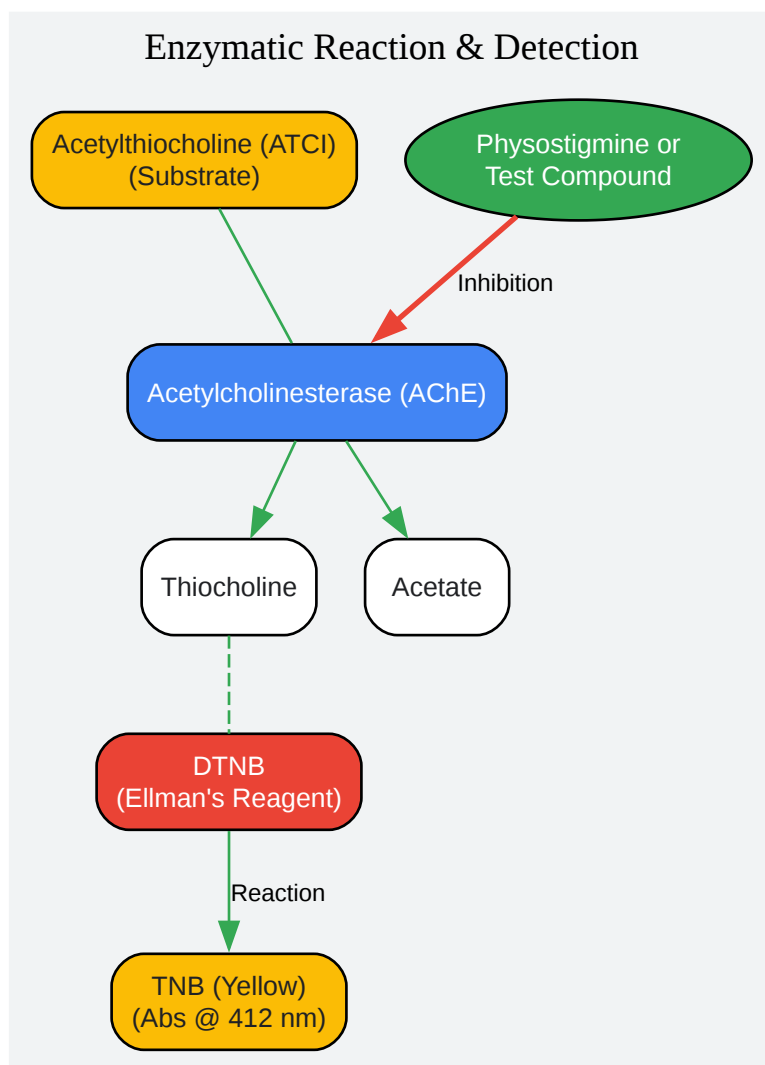 Enzymatic Reaction & Detection
Acetylthiocholine (ATCI)
(Substrate)
Physostigmine or
Test Compound
Inhibition
Acetylcholinesterase (AChE)
Thiocholine
Acetate
DTNB
(Ellman's Reagent)
Reaction
TNB (Yellow)
(Abs @ 412 nm)